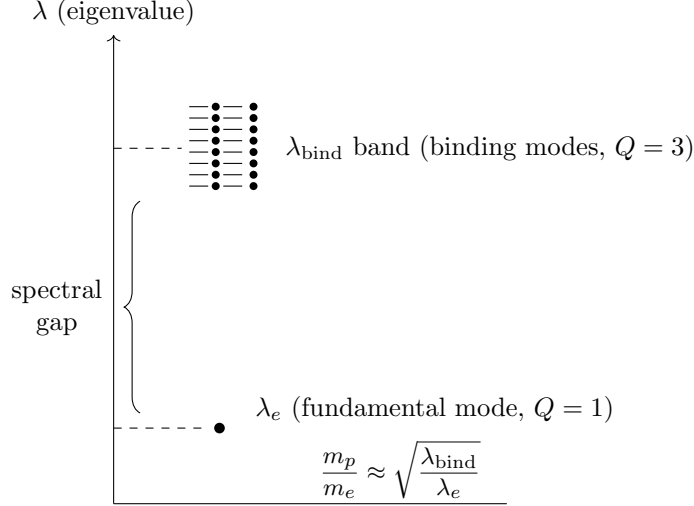 λ (eigenvalue)
λ_bind band (binding modes, Q = 3)
spectral
gap
λ_e (fundamental mode, Q = 1)
m_p/m_e ≈ √(λ_bind/λ_e)